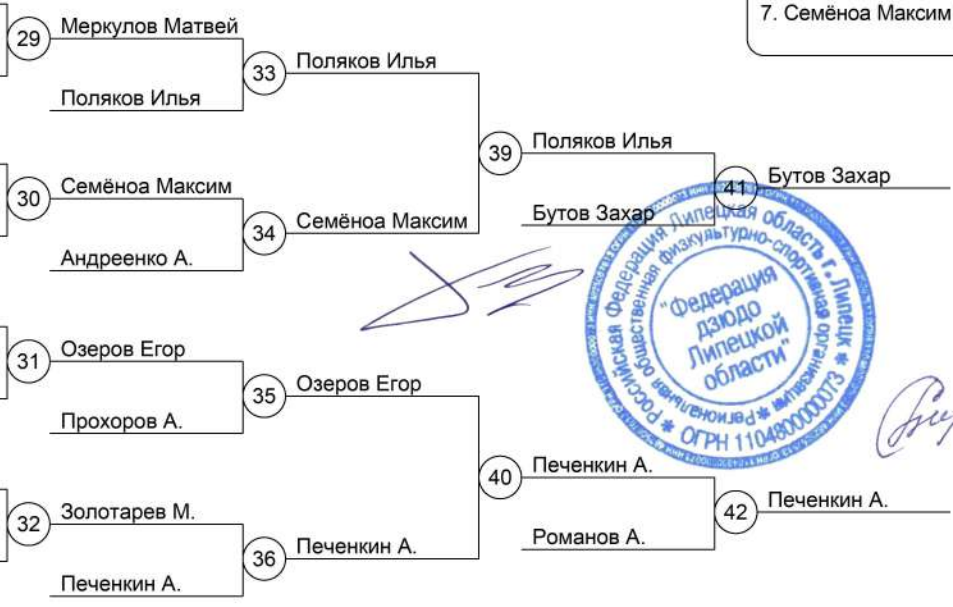 7. Семёноа Максим
29
Меркулов Матвей
33
Поляков Илья
Поляков Илья
39
Поляков Илья
30
Семёноа Максим
41
Бутов Захар
Бутов Захар
34
Семёноа Максим
Андреенко А.
Российская Федерация Липецкая область г. Липецк *
Региональная общественная физкультурно-спортивная организация *
"Федерация
дзюдо
Липецкой
области"
ОГРН 1104800000073 *
31
Озеров Егор
35
Озеров Егор
Прохоров А.
40
Печенкин А.
32
Золотарев М.
42
Печенкин А.
Романов А.
36
Печенкин А.
Печенкин А.